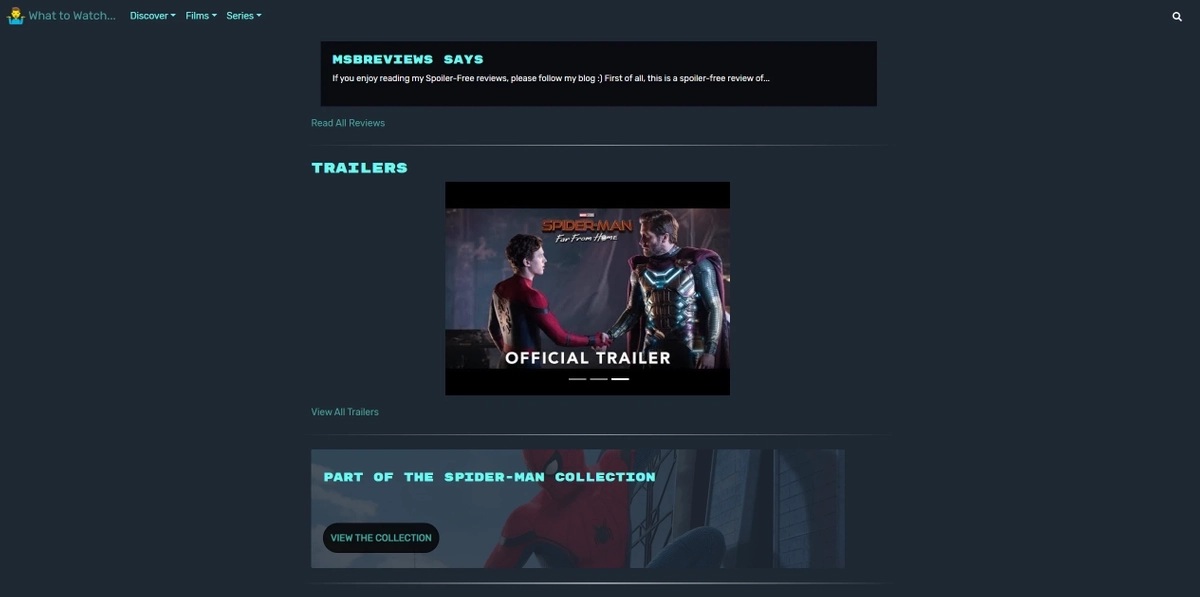 What to Watch... Discover Films Series
MSBREVIEWS SAYS
If you enjoy reading my Spoiler-Free reviews, please follow my blog :) First of all, this is a spoiler-free review of...
Read All Reviews
TRAILERS
SPIDER-MAN
Far From Home
OFFICIAL TRAILER
View All Trailers
PART OF THE SPIDER-MAN COLLECTION
VIEW THE COLLECTION